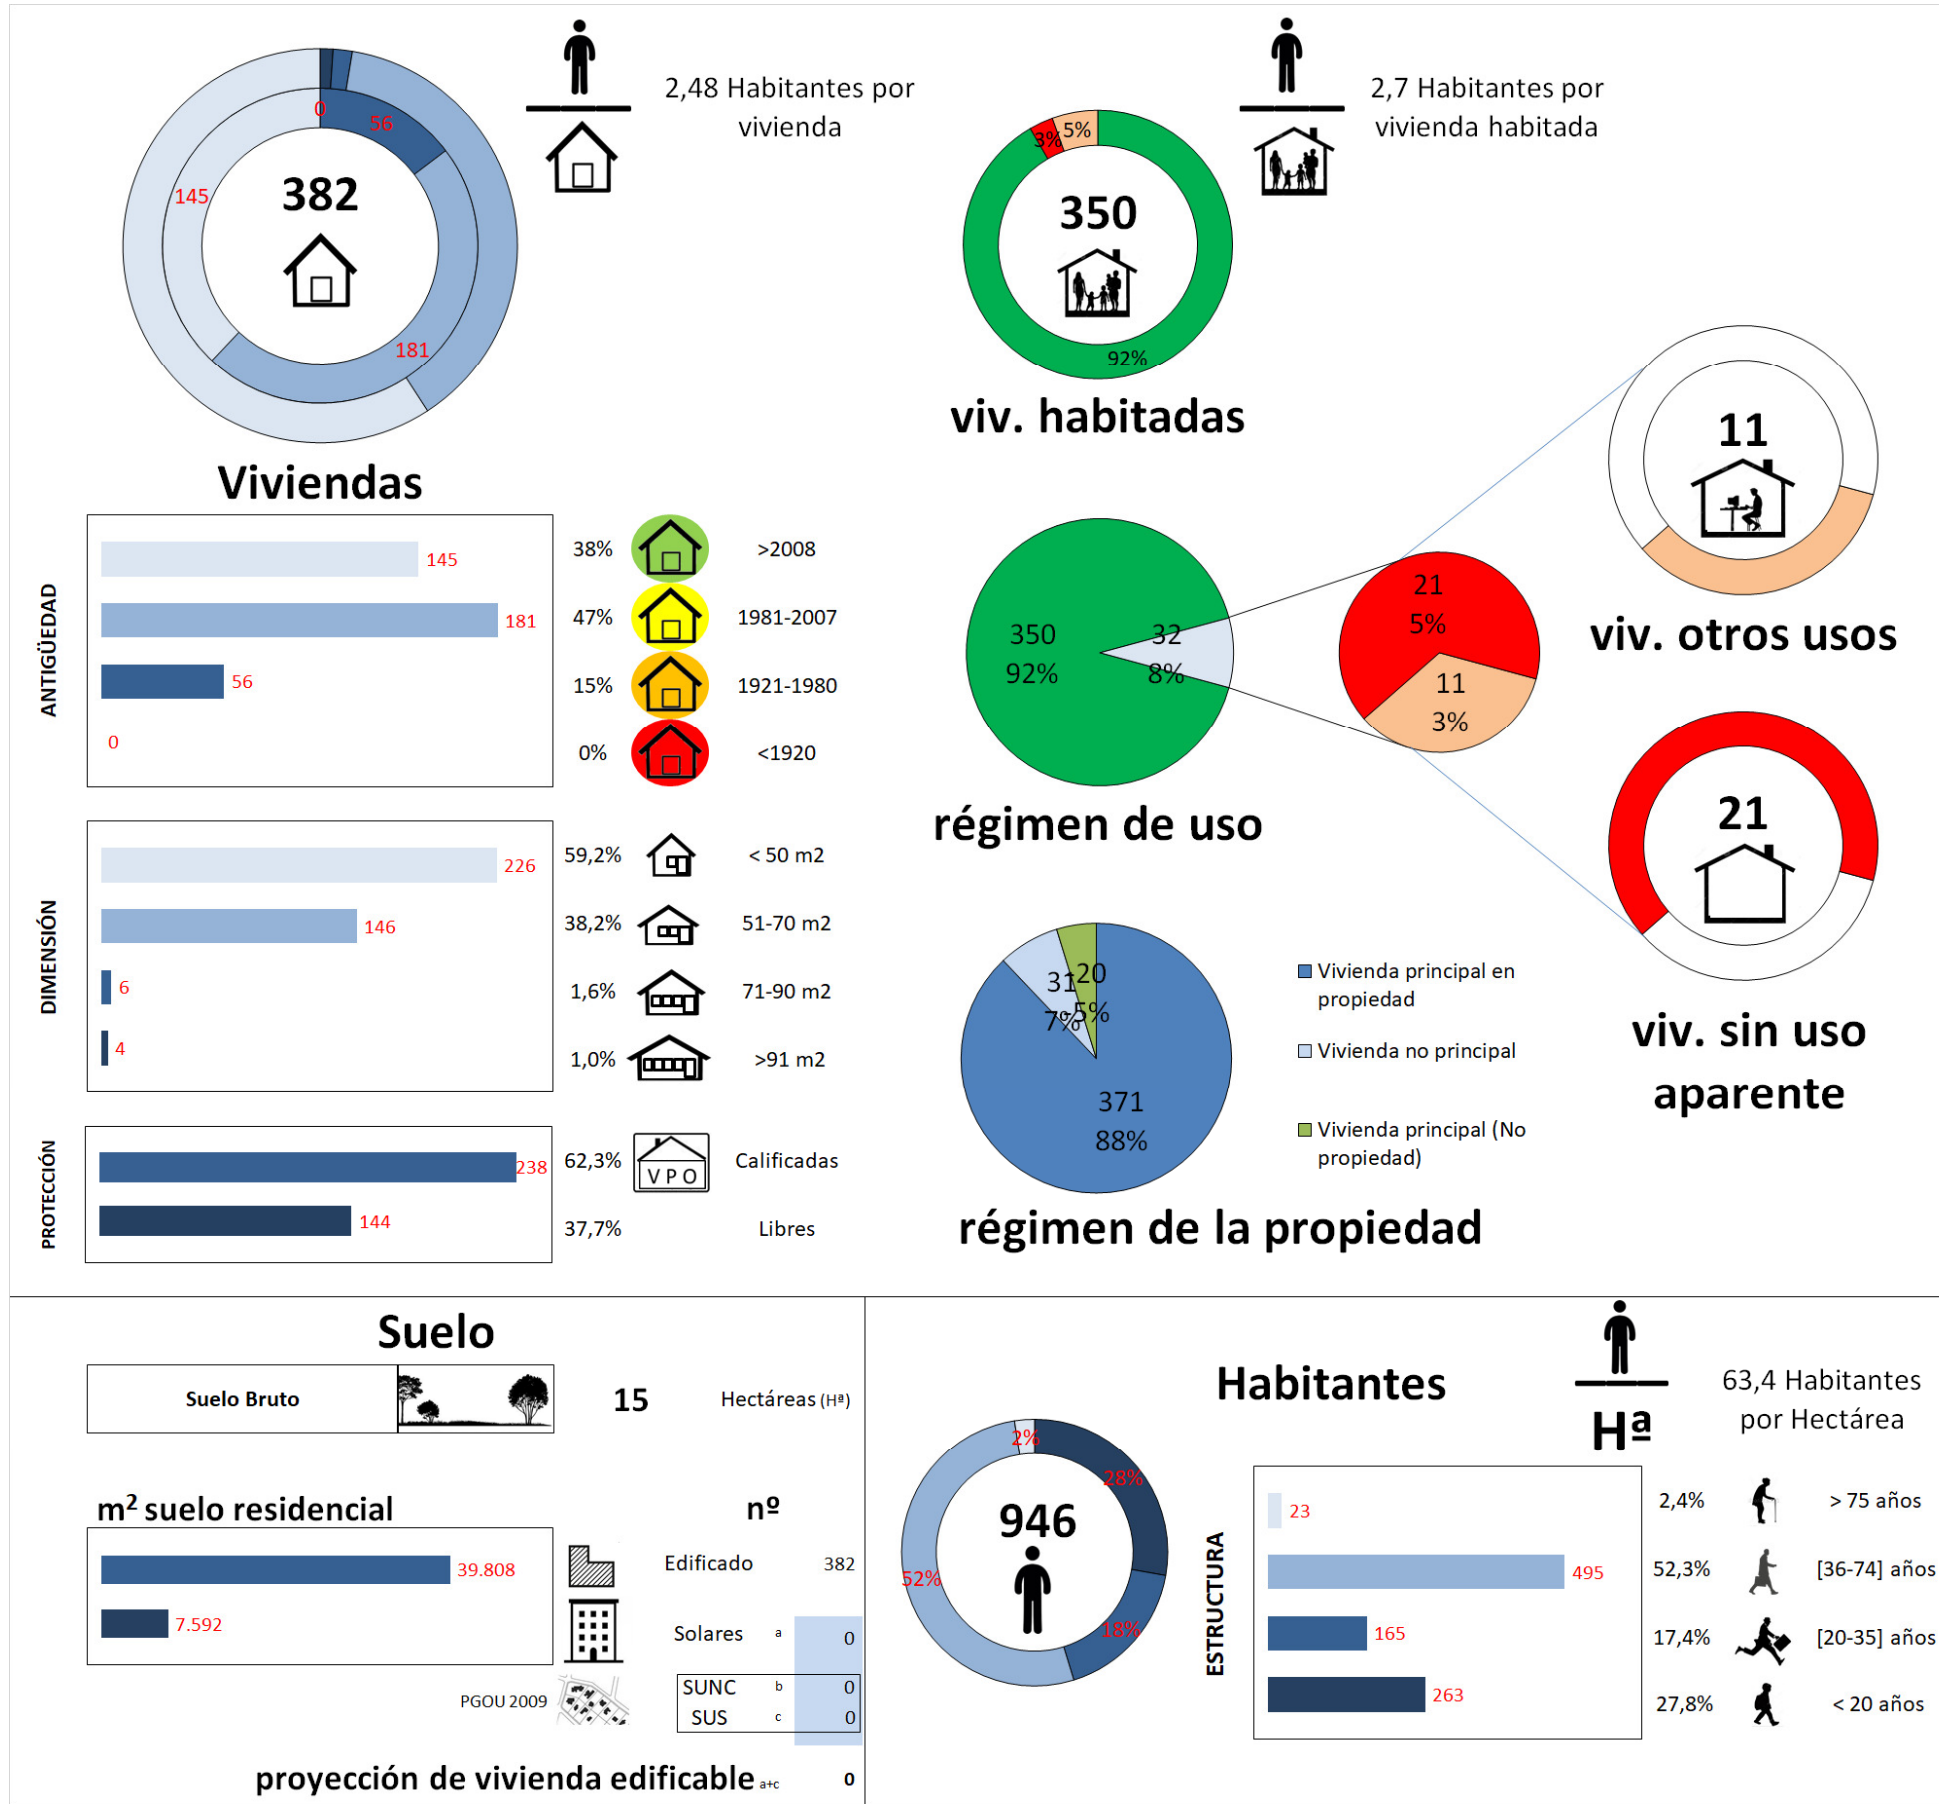 2,48 Habitantes por
vivienda
0
56
145
181
382
Viviendas
2,7 Habitantes por
vivienda habitada
3%
5%
92%
350
viv. habitadas
ANTIGÜEDAD
145
38%
>2008
181
47%
1981-2007
56
15%
1921-1980
0
0%
<1920
DIMENSIÓN
226
59,2%
< 50 m2
146
38,2%
51-70 m2
6
1,6%
71-90 m2
4
1,0%
>91 m2
PROTECCIÓN
238
62,3%
V P O
Calificadas
144
37,7%
Libres
350
92%
32
8%
21
5%
11
3%
régimen de uso
11
viv. otros usos
21
viv. sin uso
aparente
31
7%
-20
-5%
371
88%
Vivienda principal en
propiedad
Vivienda no principal
Vivienda principal (No
propiedad)
régimen de la propiedad
Suelo
Suelo Bruto
15
Hectáreas (Hª)
m2 suelo residencial
nº
39.808
Edificado
382
7.592
Solares a
0
PGOU 2009
SUNC b
0
SUS c
0
proyección de vivienda edificable a+c
0
Habitantes
Hª
63,4 Habitantes
por Hectárea
2%
28%
52%
18%
946
ESTRUCTURA
23
2,4%
> 75 años
495
52,3%
[36-74] años
165
17,4%
[20-35] años
263
27,8%
< 20 años